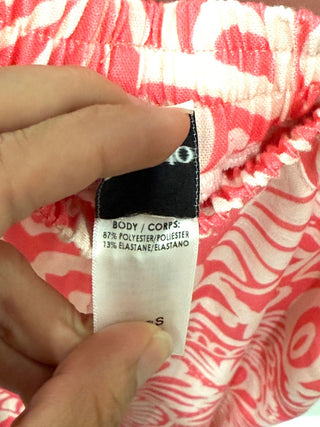 BODY / CORPS:
87% POLYESTER/POLIESTER
13% ELASTANE/ELASTANO